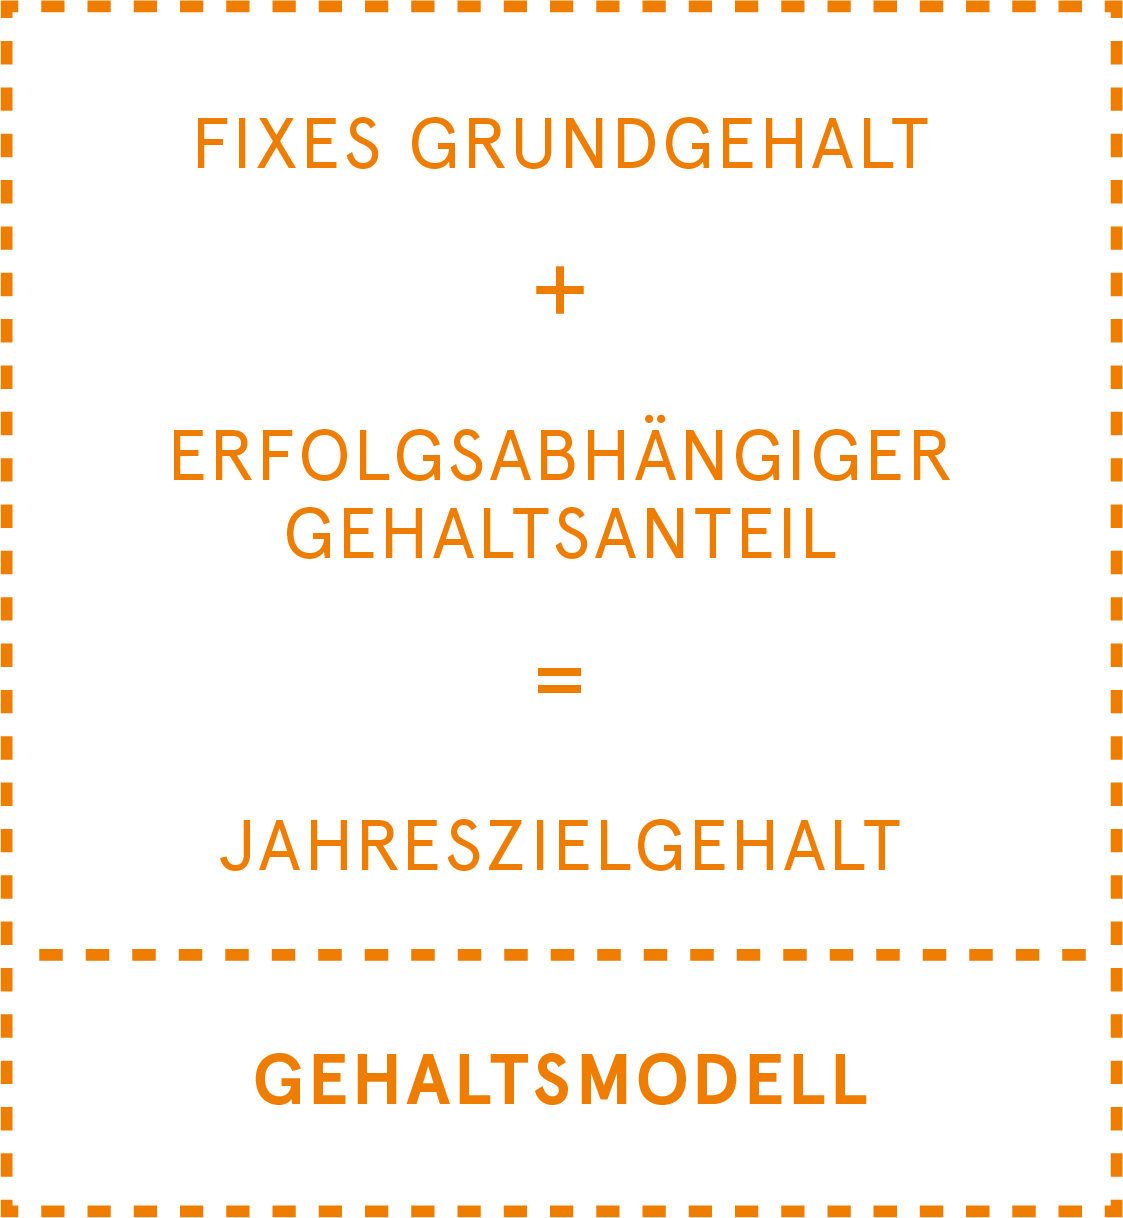 FIXES GRUNDGEHALT
+
ERFOLGSABHÄNGIGER
GEHALTSANTEIL
=
JAHRESZIELGEHALT
GEHALTSMODELL